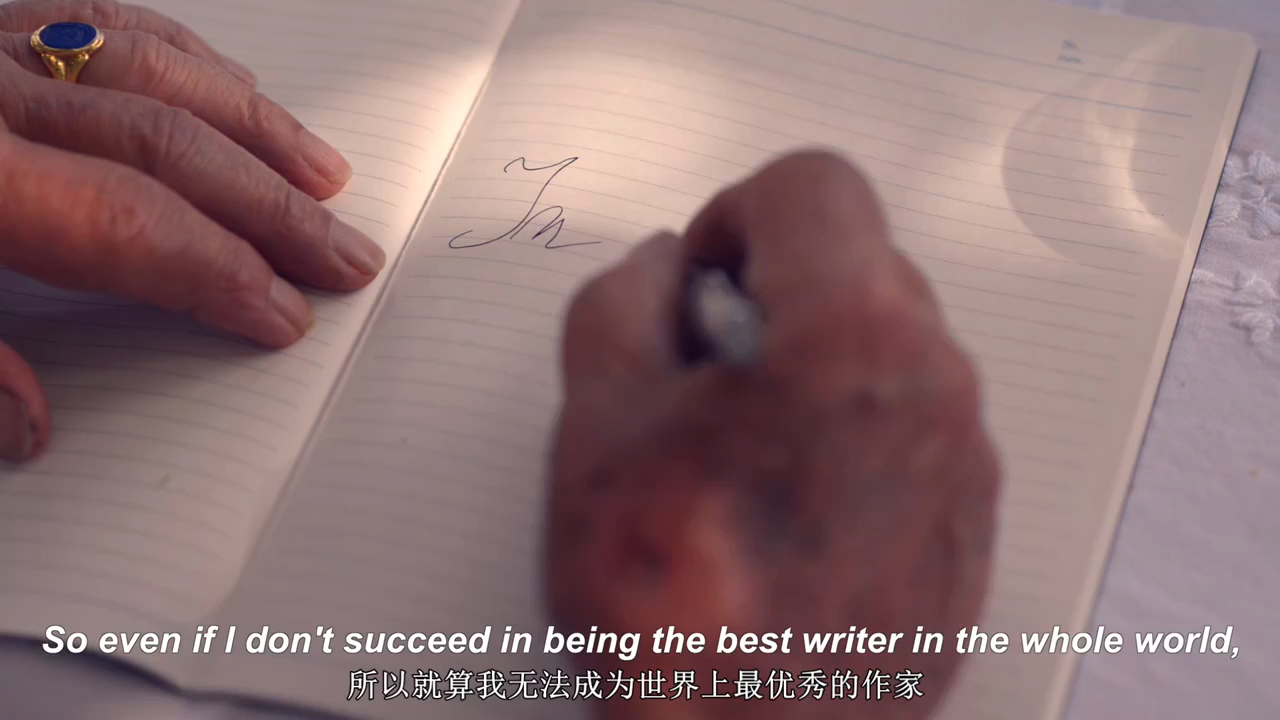 So even if I don't succeed in being the best writer in the whole world,
所以就算我无法成为世界上最优秀的作家